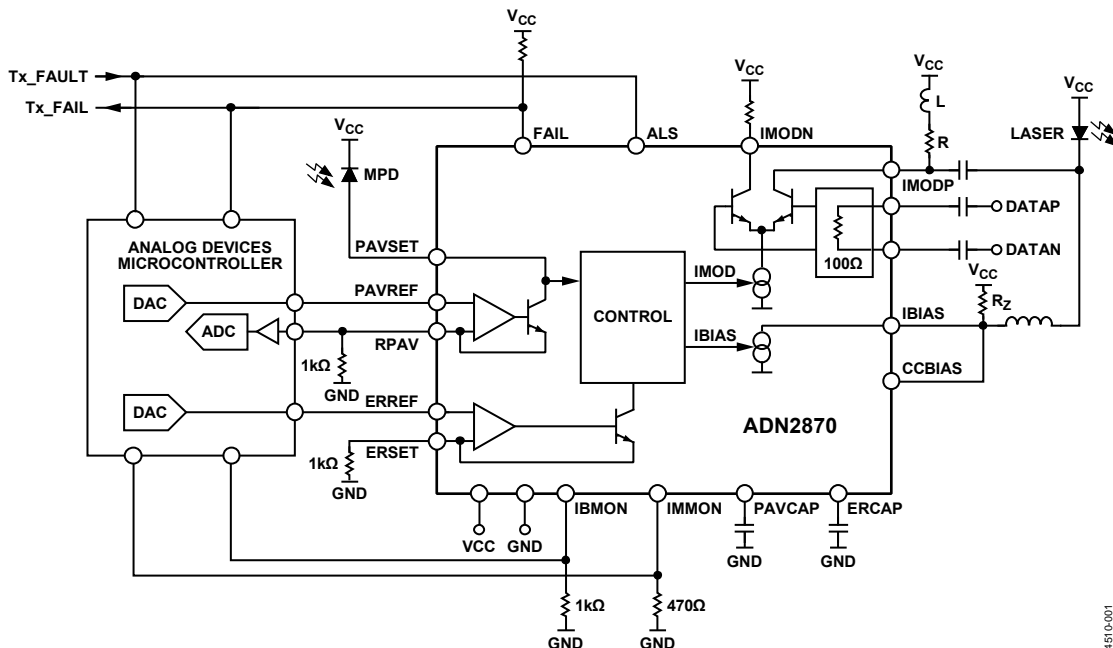 VCC
Tx_FAULT
Tx_FAIL
VCC
VCC
VCC
L
VCC
LASER
R
FAIL
ALS
IMODN
MPD
IMODP
DATAP
DATAN
100Ω
ANALOG DEVICES
MICROCONTROLLER
PAVSET
IMOD
VCC
RZ
DAC
PAVREF
CONTROL
IBIAS
IBIAS
ADC
RPAV
1kΩ
GND
CCBIAS
DAC
ERREF
ADN2870
ERSET
1kΩ
GND
VCC
GND
IBMON
IMMON
PAVCAP
ERCAP
GND
GND
1kΩ
470Ω
GND
GND
4510-001